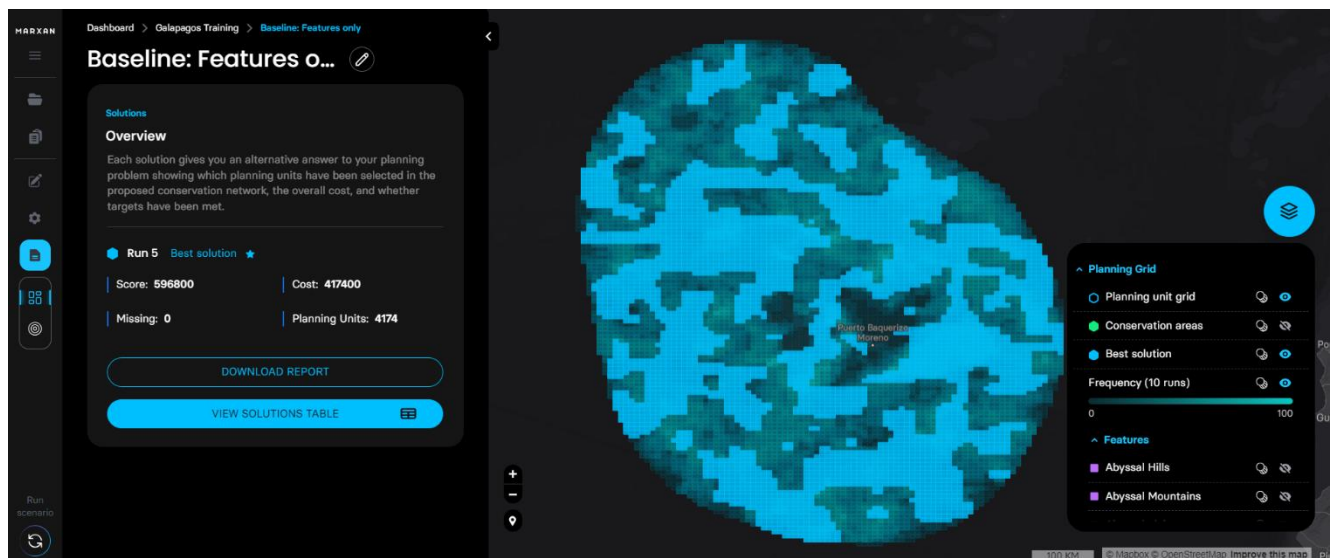 MARXAN
Dashboard > Galapagos Training > Baseline: Features only
Baseline: Features o...
Solutions
Overview
Each solution gives you an alternative answer to your planning
problem showing which planning units have been selected in the
proposed conservation network, the overall cost, and whether
targets have been met.
Run 5 Best solution
Score: 596800 Cost: 417400
Missing: 0 Planning Units: 4174
DOWNLOAD REPORT
VIEW SOLUTIONS TABLE
Run
scenario
Puerto Baquerizo
Moreno
Planning Grid
Planning unit grid
Conservation areas
Best solution
Frequency (10 runs)
0 100
Features
Abyssal Hills
Abyssal Mountains
Po
Gu
100 KM
© Mapbox © OpenStreetMap Improve this map